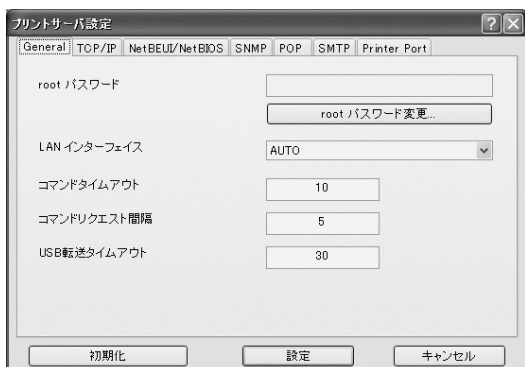 プリントサーバ設定
General TCP/IP NetBEUI/NetBIOS SNMP POP SMTP Printer Port
root パスワード
root パスワード変更...
LAN インターフェイス AUTO
コマンドタイムアウト 10
コマンドリクエスト間隔 5
USB転送タイムアウト 30
初期化 設定 キャンセル